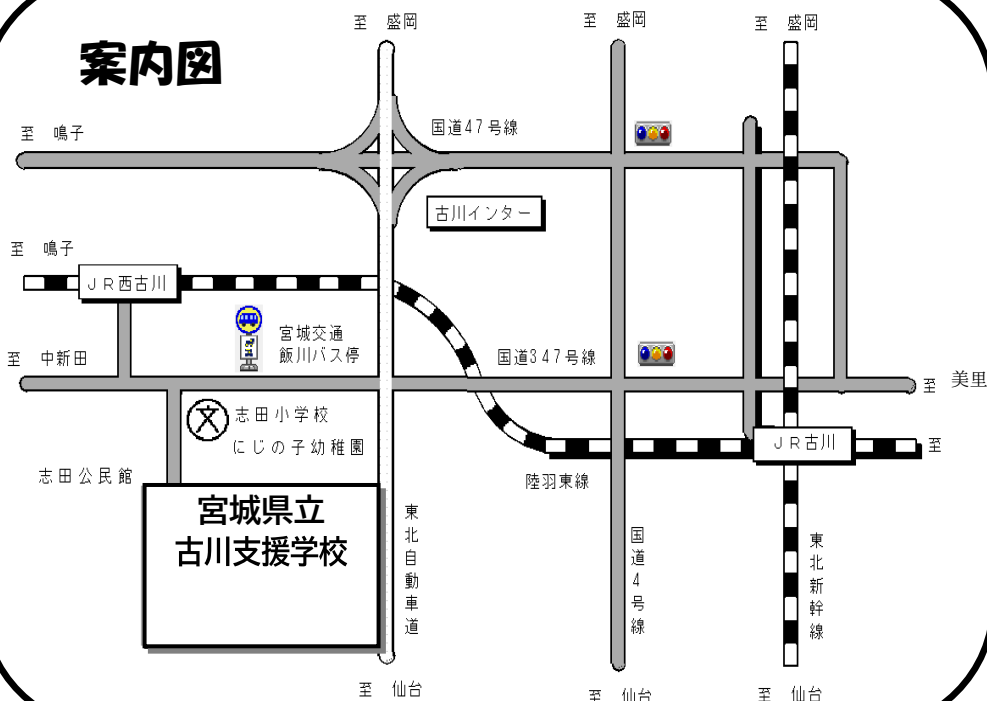 案内図
至 盛岡
至 盛岡
至 盛岡
至 鳴子
国道47号線
古川インター
至 鳴子
JR西古川
宮城交通
飯川バス停
国道347号線
至 中新田
至 美里
文
志田小学校
にじの子幼稚園
JR古川
至
志田公民館
陸羽東線
宮城県立
古川支援学校
東北自動車道
国道4号線
東北新幹線
至 仙台
至 仙台
至 仙台